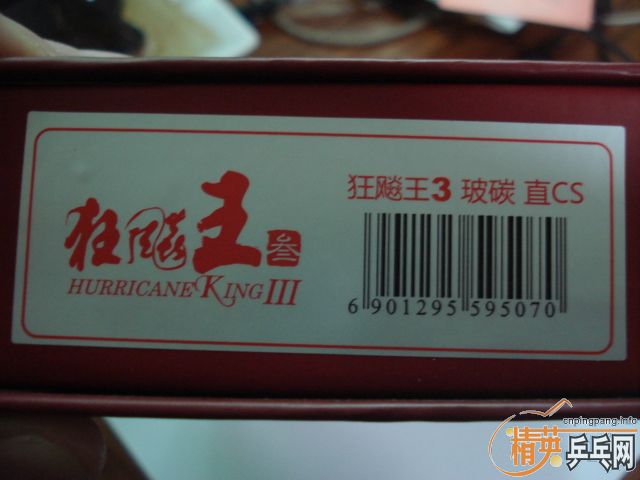 狂飚王叁
HURRICANE KING III
狂飚王3 玻碳 直CS
6 901295 595070
cnpingpang.info
精英乒乓网